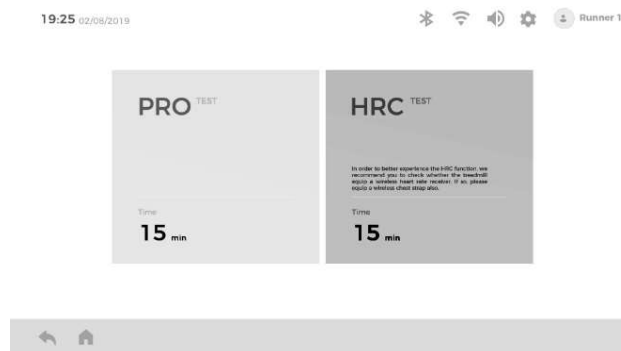 19:25 02/08/2019
Runner 1
PRO TEST
Time
15 min
HRC TEST
In order to better experience the HRC function, we
recommend you to check whether the treadmill
equip a wireless heart rate receiver. If so, please
equip a wireless chest strap also.
Time
15 min